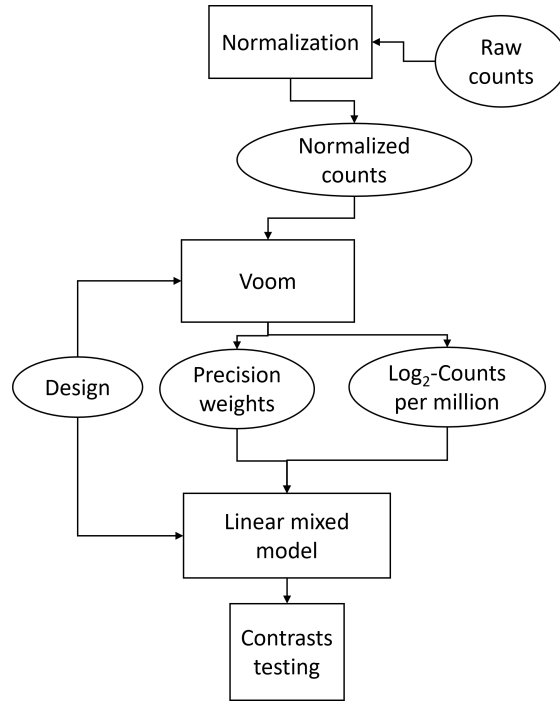 Normalization
Raw
counts
Normalized
counts
Voom
Design
Precision
weights
Log₂-Counts
per million
Linear mixed
model
Contrasts
testing